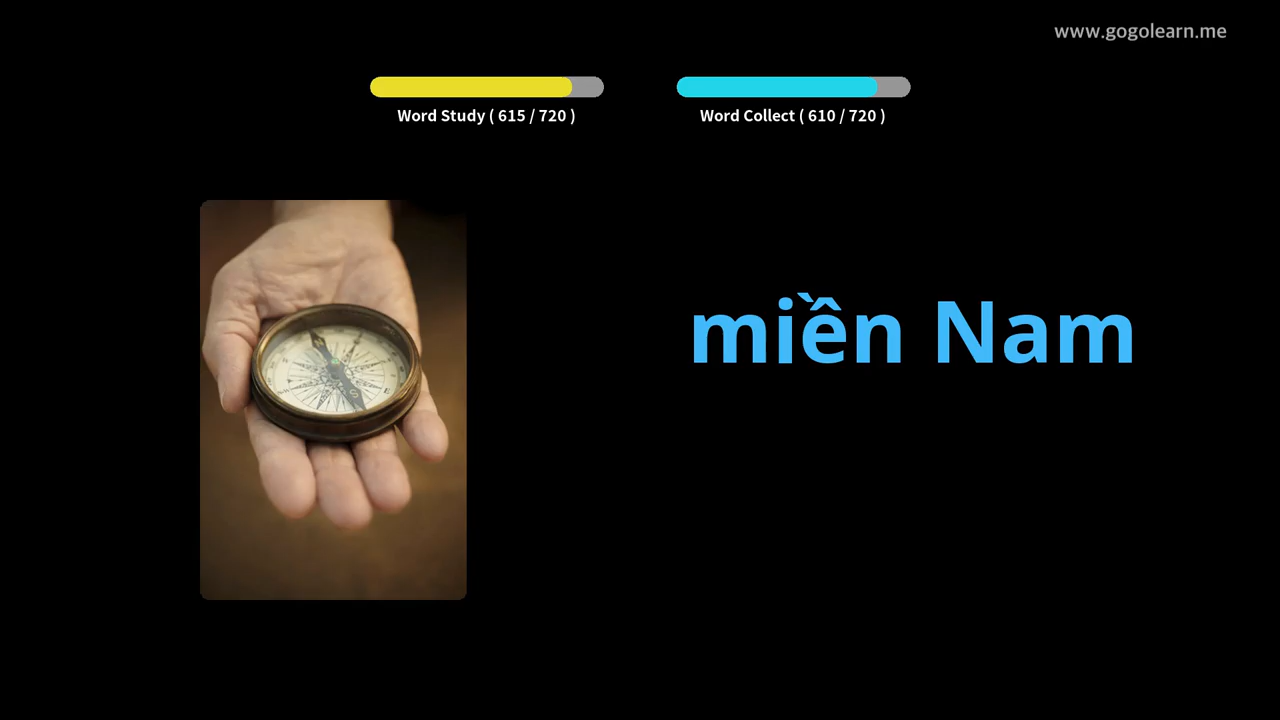 www.gogolearn.me
Word Study ( 615 / 720 )
Word Collect ( 610 / 720 )
miền Nam
E
S